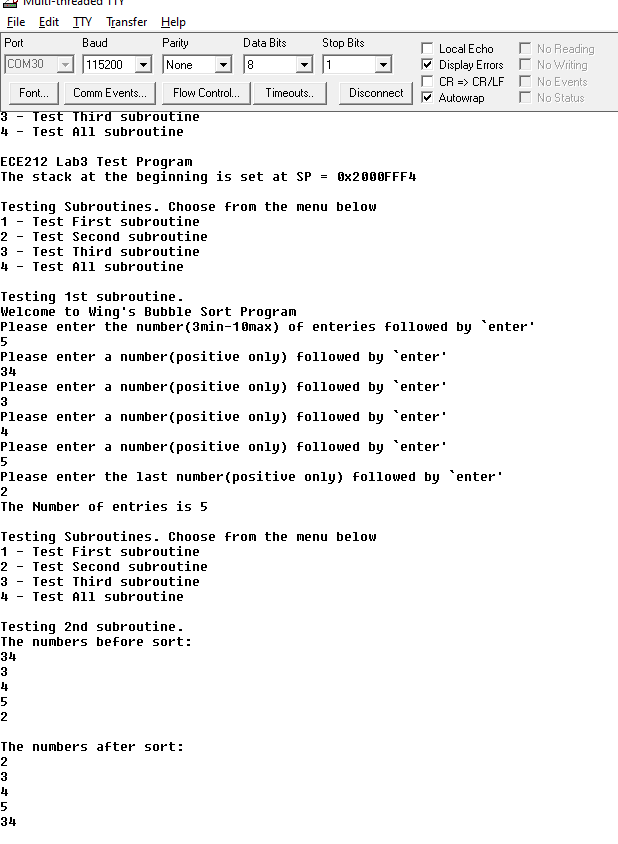 Multi-threaded TTY
File Edit TTY Transfer Help
Port Baud Parity Data Bits Stop Bits
COM30 115200 None 8 1
Local Echo No Reading
Display Errors No Writing
CR => CR/LF No Events
Autowrap No Status
Font... Comm Events... Flow Control... Timeouts... Disconnect
3 - Test Third subroutine
4 - Test All subroutine
ECE212 Lab3 Test Program
The stack at the beginning is set at SP = 0x2000FFF4
Testing Subroutines. Choose from the menu below
1 - Test First subroutine
2 - Test Second subroutine
3 - Test Third subroutine
4 - Test All subroutine
Testing 1st subroutine.
Welcome to Wing's Bubble Sort Program
Please enter the number(3min-10max) of enteries followed by `enter'
5
Please enter a number(positive only) followed by `enter'
34
Please enter a number(positive only) followed by `enter'
3
Please enter a number(positive only) followed by `enter'
4
Please enter a number(positive only) followed by `enter'
5
Please enter the last number(positive only) followed by `enter'
2
The Number of entries is 5
Testing Subroutines. Choose from the menu below
1 - Test First subroutine
2 - Test Second subroutine
3 - Test Third subroutine
4 - Test All subroutine
Testing 2nd subroutine.
The numbers before sort:
34
3
4
5
2
The numbers after sort:
2
3
4
5
34